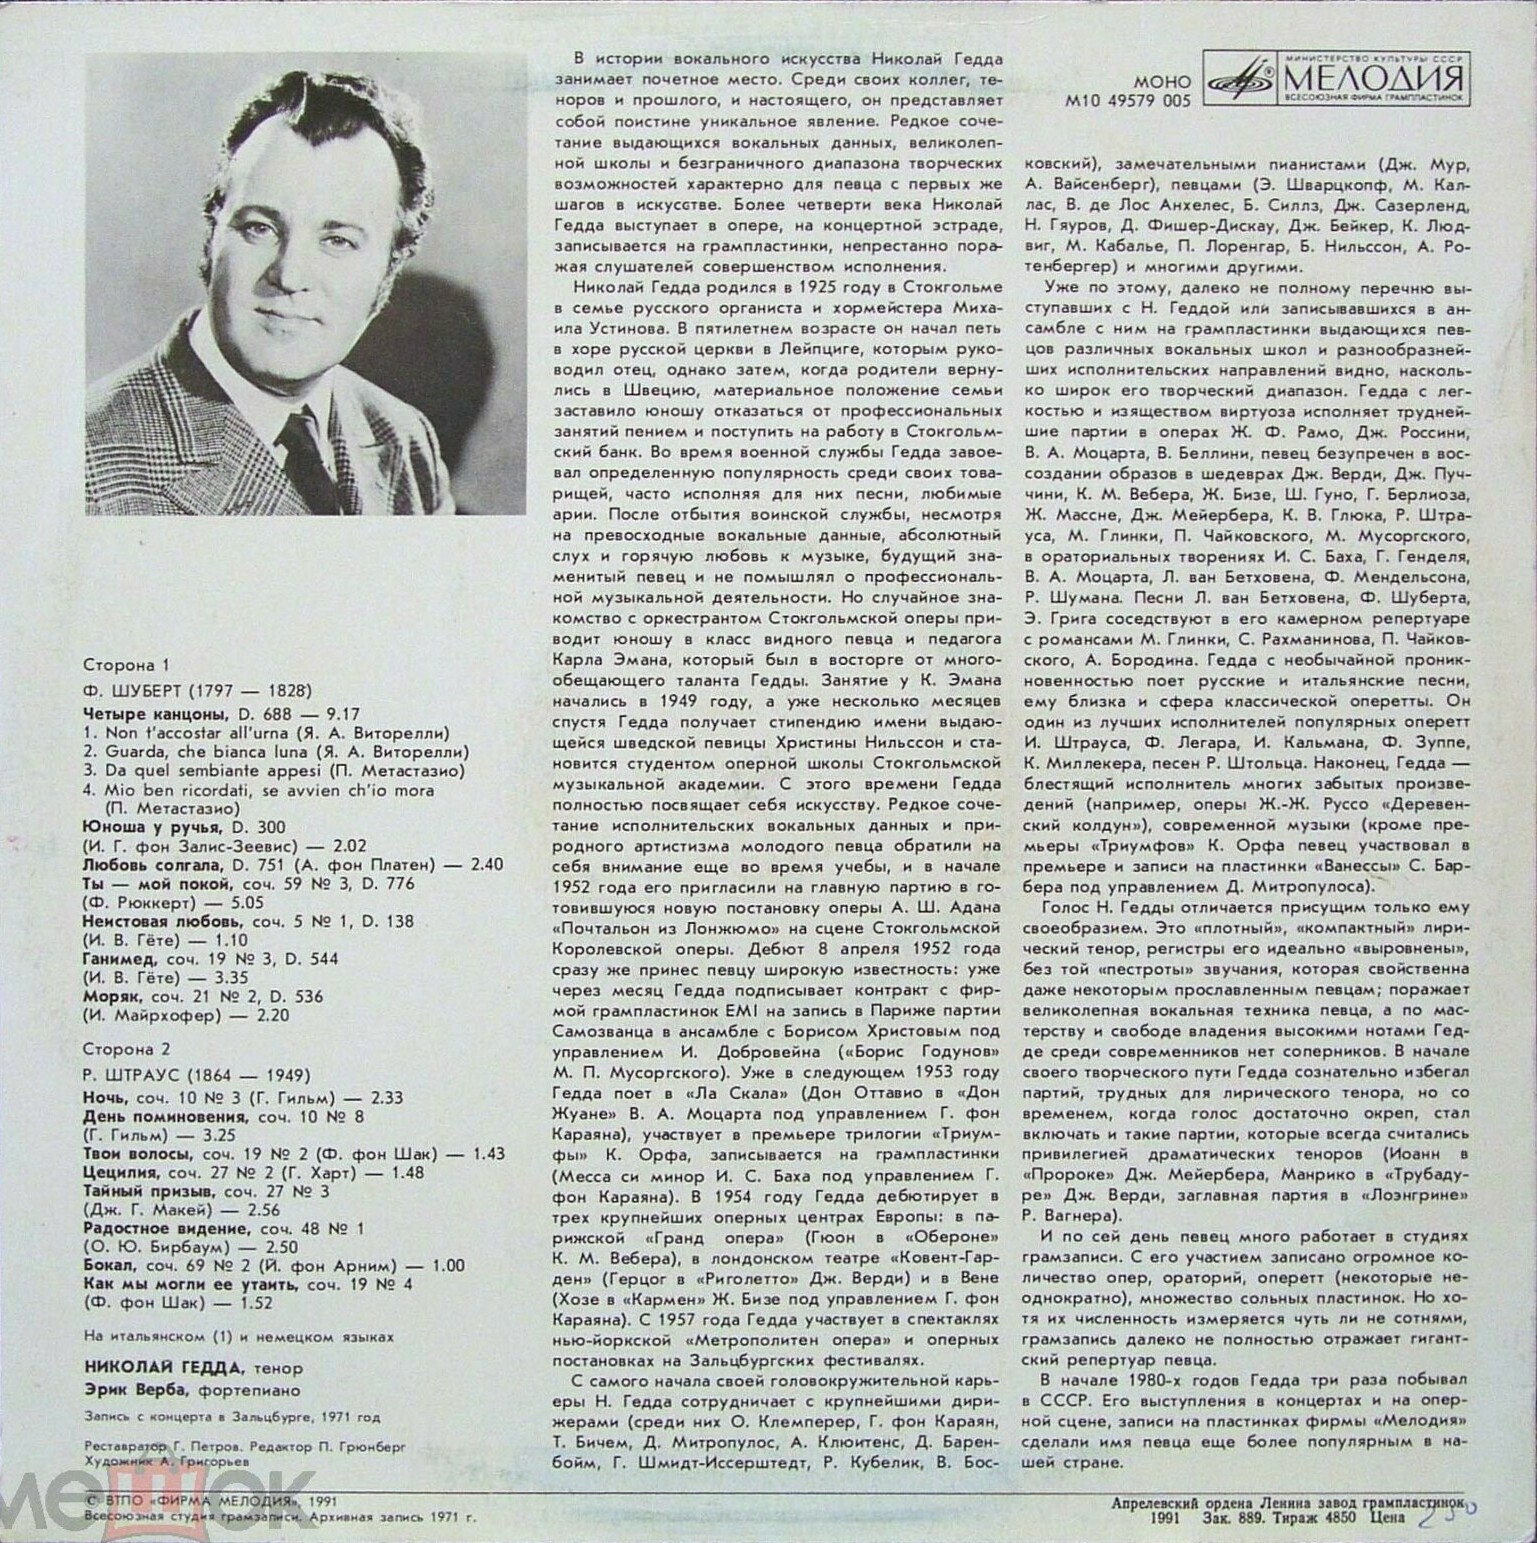 Сторона 1
Ф. ШУБЕРТ (1797 — 1828)
Четыре канцоны, D. 688 — 9.17
1. Non t'accostar all'urna (Я. А. Виторелли)
2. Guarda, che bianca luna (Я. А. Виторелли)
3. Da quel sembiante appesi (П. Метастазио)
4. Mio ben ricordati, se avvien ch'io mora
(П. Метастазио)
Юноша у ручья, D. 300
(И. Г. фон Залис-Зеевис) — 2.02
Любовь солгала, D. 751 (А. фон Платен) — 2.40
Ты — мой покой, соч. 59 № 3, D. 776
(Ф. Рюккерт) — 5.05
Неистовая любовь, соч. 5 № 1, D. 138
(И. В. Гёте) — 1.10
Ганимед, соч. 19 № 3, D. 544
(И. В. Гёте) — 3.35
Моряк, соч. 21 № 2, D. 536
(И. Майрхофер) — 2.20
Сторона 2
Р. ШТРАУС (1864 — 1949)
Ночь, соч. 10 № 3 (Г. Гильм) — 2.33
День поминовения, соч. 10 № 8
(Г. Гильм) — 3.25
Твои волосы, соч. 19 № 2 (Ф. фон Шак) — 1.43
Цецилия, соч. 27 № 2 (Г. Харт) — 1.48
Тайный призыв, соч. 27 № 3
(Дж. Г. Макей) — 2.56
Радостное видение, соч. 48 № 1
(О. Ю. Бирбаум) — 2.50
Бокал, соч. 69 № 2 (Й. фон Арним) — 1.00
Как мы могли ее утаить, соч. 19 № 4
(Ф. фон Шак) — 1.52
На итальянском (1) и немецком языках
НИКОЛАЙ ГЕДДА, тенор
Эрик Верба, фортепиано
Запись с концерта в Зальцбурге, 1971 год
Реставратор Г. Петров. Редактор П. Грюнберг
Художник А. Григорьев
В истории вокального искусства Николай Гедда
занимает почетное место. Среди своих коллег, те-
норов и прошлого, и настоящего, он представляет
собой поистине уникальное явление. Редкое соче-
тание выдающихся вокальных данных, великолеп-
ной школы и безграничного диапазона творческих
возможностей характерно для певца с первых же
шагов в искусстве. Более четверти века Николай
Гедда выступает в опере, на концертной эстраде,
записывается на грампластинки, непрестанно пора-
жая слушателей совершенством исполнения.
Николай Гедда родился в 1925 году в Стокгольме
в семье русского органиста и хормейстера Миха-
ила Устинова. В пятилетнем возрасте он начал петь
в хоре русской церкви в Лейпциге, которым руко-
водил отец, однако затем, когда родители верну-
лись в Швецию, материальное положение семьи
заставило юношу отказаться от профессиональных
занятий пением и поступить на работу в Стокгольм-
ский банк. Во время военной службы Гедда завое-
вал определенную популярность среди своих това-
рищей, часто исполняя для них песни, любимые
арии. После отбытия воинской службы, несмотря
на превосходные вокальные данные, абсолютный
слух и горячую любовь к музыке, будущий зна-
менитый певец и не помышлял о профессиональ-
ной музыкальной деятельности. Но случайное зна-
комство с оркестрантом Стокгольмской оперы при-
водит юношу в класс видного певца и педагога
Карла Эмана, который был в восторге от много-
обещающего таланта Гедды. Занятие у К. Эмана
начались в 1949 году, а уже несколько месяцев
спустя Гедда получает стипендию имени выдаю-
щейся шведской певицы Христины Нильссон и ста-
новится студентом оперной школы Стокгольмской
музыкальной академии. С этого времени Гедда
полностью посвящает себя искусству. Редкое соче-
тание исполнительских вокальных данных и при-
родного артистизма молодого певца обратили на
себя внимание еще во время учебы, и в начале
1952 года его пригласили на главную партию в го-
товившуюся новую постановку оперы А. Ш. Адана
«Почтальон из Лонжюмо» на сцене Стокгольмской
Королевской оперы. Дебют 8 апреля 1952 года
сразу же принес певцу широкую известность: уже
через месяц Гедда подписывает контракт с фир-
мой грампластинок EMI на запись в Париже партии
Самозванца в ансамбле с Борисом Христовым под
управлением И. Добровейна («Борис Годунов»
М. П. Мусоргского). Уже в следующем 1953 году
Гедда поет в «Ла Скала» (Дон Оттавио в «Дон
Жуане» В. А. Моцарта под управлением Г. фон
Караяна), участвует в премьере трилогии «Триум-
фы» К. Орфа, записывается на грампластинки
(Месса си минор И. С. Баха под управлением Г.
фон Караяна). В 1954 году Гедда дебютирует в
трех крупнейших оперных центрах Европы: в па-
рижской «Гранд опера» (Гюон в «Обероне»
К. М. Вебера), в лондонском театре «Ковент-Гар-
ден» (Герцог в «Риголетто» Дж. Верди) и в Вене
(Хозе в «Кармен» Ж. Бизе под управлением Г. фон
Караяна). С 1957 года Гедда участвует в спектаклях
нью-йоркской «Метрополитен опера» и оперных
постановках на Зальцбургских фестивалях.
С самого начала своей головокружительной карь-
еры Н. Гедда сотрудничает с крупнейшими дири-
жерами (среди них О. Клемперер, Г. фон Караян,
Т. Бичем, Д. Митропулос, А. Клюитенс, Д. Барен-
бойм, Г. Шмидт-Иссерштедт, Р. Кубелик, В. Бос-
МОНО
М10 49579 005
МИНИСТЕРСТВО КУЛЬТУРЫ СССР
МЕЛОДИЯ
ВСЕСОЮЗНАЯ ФИРМА ГРАМПЛАСТИНОК
ковский), замечательными пианистами (Дж. Мур,
А. Вайсенберг), певцами (Э. Шварцкопф, М. Кал-
лас, В. де Лос Анхелес, Б. Силлз, Дж. Сазерленд,
Н. Гяуров, Д. Фишер-Дискау, Дж. Бейкер, К. Люд-
виг, М. Кабалье, П. Лоренгар, Б. Нильссон, А. Ро-
тенбергер) и многими другими.
Уже по этому, далеко не полному перечню вы-
ступавших с Н. Геддой или записывавшихся в ан-
самбле с ним на грампластинки выдающихся пев-
цов различных вокальных школ и разнообразней-
ших исполнительских направлений видно, насколь-
ко широк его творческий диапазон. Гедда с лег-
костью и изяществом виртуоза исполняет трудней-
шие партии в операх Ж. Ф. Рамо, Дж. Россини,
В. А. Моцарта, В. Беллини, певец безупречен в вос-
создании образов в шедеврах Дж. Верди, Дж. Пуч-
чини, К. М. Вебера, Ж. Бизе, Ш. Гуно, Г. Берлиоза,
Ж. Массне, Дж. Мейербера, К. В. Глюка, Р. Штра-
уса, М. Глинки, П. Чайковского, М. Мусоргского,
в ораториальных творениях И. С. Баха, Г. Генделя,
В. А. Моцарта, Л. ван Бетховена, Ф. Мендельсона,
Р. Шумана. Песни Л. ван Бетховена, Ф. Шуберта,
Э. Грига соседствуют в его камерном репертуаре
с романсами М. Глинки, С. Рахманинова, П. Чайков-
ского, А. Бородина. Гедда с необычайной проник-
новенностью поет русские и итальянские песни,
ему близка и сфера классической оперетты. Он
один из лучших исполнителей популярных оперетт
И. Штрауса, Ф. Легара, И. Кальмана, Ф. Зуппе,
К. Миллекера, песен Р. Штольца. Наконец, Гедда —
блестящий исполнитель многих забытых произве-
дений (например, оперы Ж.-Ж. Руссо «Деревен-
ский колдун»), современной музыки (кроме пре-
мьеры «Триумфов» К. Орфа певец участвовал в
премьере и записи на пластинки «Ванессы» С. Бар-
бера под управлением Д. Митропулоса).
Голос Н. Гедды отличается присущим только ему
своеобразием. Это «плотный», «компактный» лири-
ческий тенор, регистры его идеально «выровнены»,
без той «пестроты» звучания, которая свойственна
даже некоторым прославленным певцам; поражает
великолепная вокальная техника певца, а по мас-
терству и свободе владения высокими нотами Гед-
де среди современников нет соперников. В начале
своего творческого пути Гедда сознательно избегал
партий, трудных для лирического тенора, но со
временем, когда голос достаточно окреп, стал
включать и такие партии, которые всегда считались
привилегией драматических теноров (Иоанн в
«Пророке» Дж. Мейербера, Манрико в «Трубаду-
ре» Дж. Верди, заглавная партия в «Лоэнгрине»
Р. Вагнера).
И по сей день певец много работает в студиях
грамзаписи. С его участием записано огромное ко-
личество опер, ораторий, оперетт (некоторые не-
однократно), множество сольных пластинок. Но хо-
тя их численность измеряется чуть ли не сотнями,
грамзапись далеко не полностью отражает гигант-
ский репертуар певца.
В начале 1980-х годов Гедда три раза побывал
в СССР. Его выступления в концертах и на опер-
ной сцене, записи на пластинках фирмы «Мелодия»
сделали имя певца еще более популярным в на-
шей стране.
мешок
© ВТПО «ФИРМА МЕЛОДИЯ», 1991
Всесоюзная студия грамзаписи. Архивная запись 1971 г.
Апрелевский ордена Ленина завод грампластинок
1991 Зак. 889. Тираж 4850 Цена